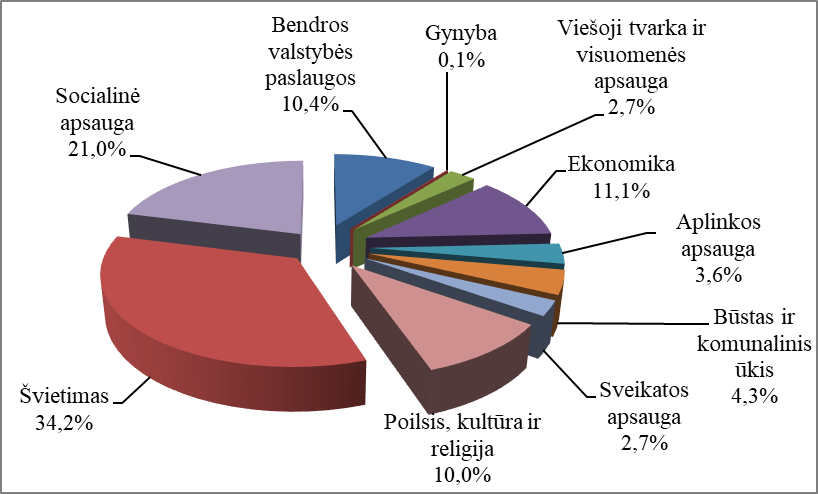 Bendros
valstybės
paslaugos
10,4%
Gynyba
0,1%
Viešoji tvarka ir
visuomenės
apsauga
2,7%
Ekonomika
11,1%
Aplinkos
apsauga
3,6%
Būstas ir
komunalinis
ūkis
4,3%
Sveikatos
apsauga
2,7%
Poilsis, kultūra ir
religija
10,0%
Švietimas
34,2%
Socialinė
apsauga
21,0%